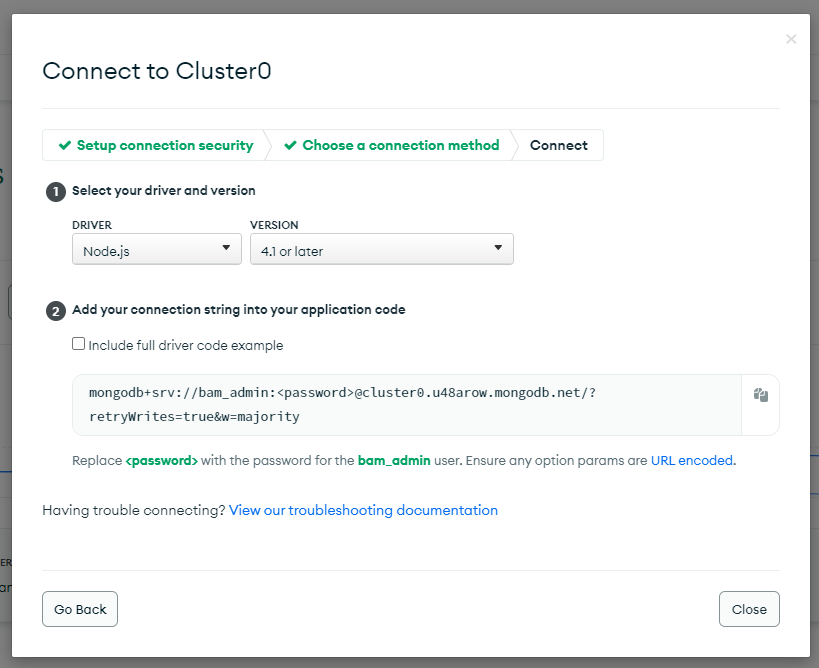 Connect to Cluster0
Setup connection security
Choose a connection method
Connect
1
Select your driver and version
DRIVER
VERSION
Node.js
4.1 or later
2
Add your connection string into your application code
Include full driver code example
mongodb+srv://bam_admin:<password>@cluster0.u48arow.mongodb.net/?
retryWrites=true&w=majority
Replace <password> with the password for the bam_admin user. Ensure any option params are URL encoded.
Having trouble connecting? View our troubleshooting documentation
Go Back
Close